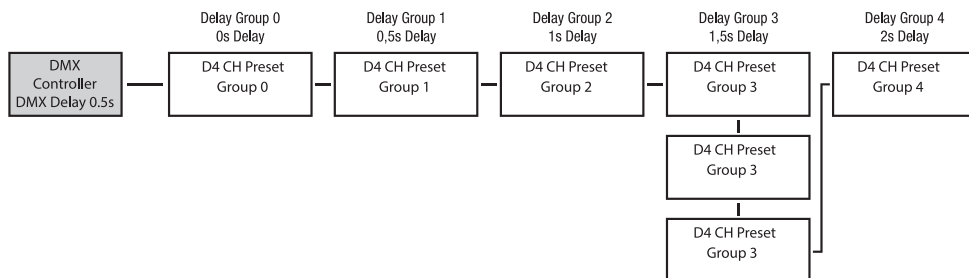 Delay Group 0
0s Delay
Delay Group 1
0,5s Delay
Delay Group 2
1s Delay
Delay Group 3
1,5s Delay
Delay Group 4
2s Delay
DMX
Controller
DMX Delay 0.5s
D4 CH Preset
Group 0
D4 CH Preset
Group 1
D4 CH Preset
Group 2
D4 CH Preset
Group 3
D4 CH Preset
Group 4
D4 CH Preset
Group 3
D4 CH Preset
Group 3